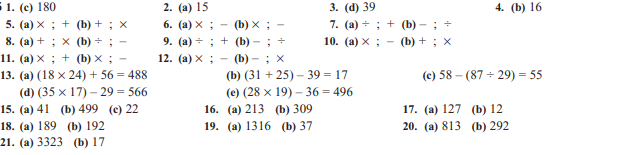 1. (c) 180 2. (a) 15 3. (d) 39 4. (b) 16
5. (a) × ; + (b) + ; × 6. (a) × ; – (b) × ; – 7. (a) ÷ ; + (b) – ; ÷
8. (a) + ; × (b) ÷ ; – 9. (a) ÷ ; + (b) – ; ÷ 10. (a) × ; – (b) + ; ×
11. (a) × ; + (b) × ; – 12. (a) × ; – (b) – ; ×
13. (a) (18 × 24) + 56 = 488 (b) (31 + 25) – 39 = 17 (c) 58 – (87 ÷ 29) = 55
(d) (35 × 17) – 29 = 566 (e) (28 × 19) – 36 = 496
15. (a) 41 (b) 499 (c) 22 16. (a) 213 (b) 309 17. (a) 127 (b) 12
18. (a) 189 (b) 192 19. (a) 1316 (b) 37 20. (a) 813 (b) 292
21. (a) 3323 (b) 17